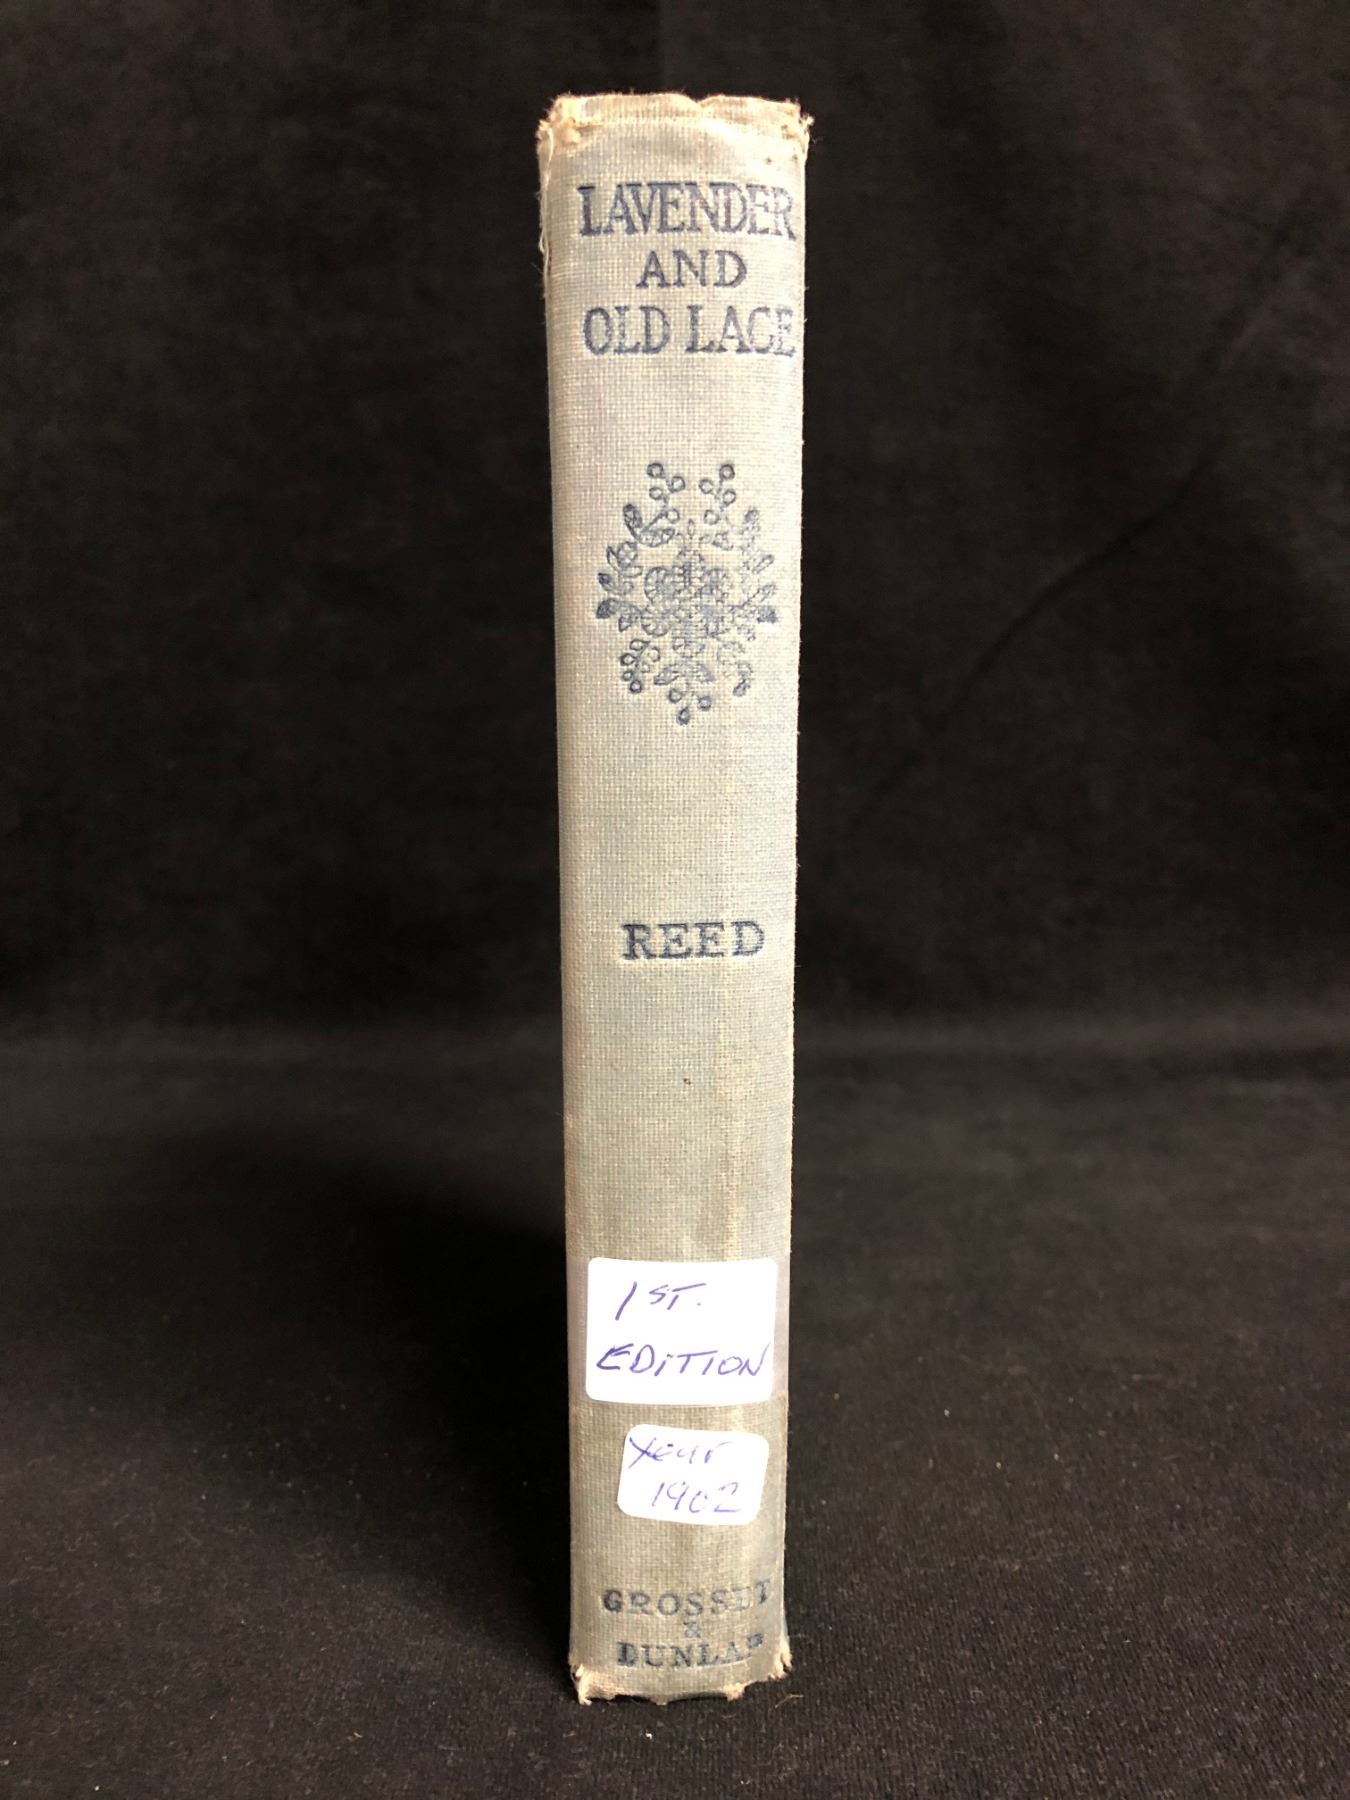 LAVENDER
AND
OLD LACE
REED
1ST.
EDITION
Year
1902
GROSSET
&
DUNLAP